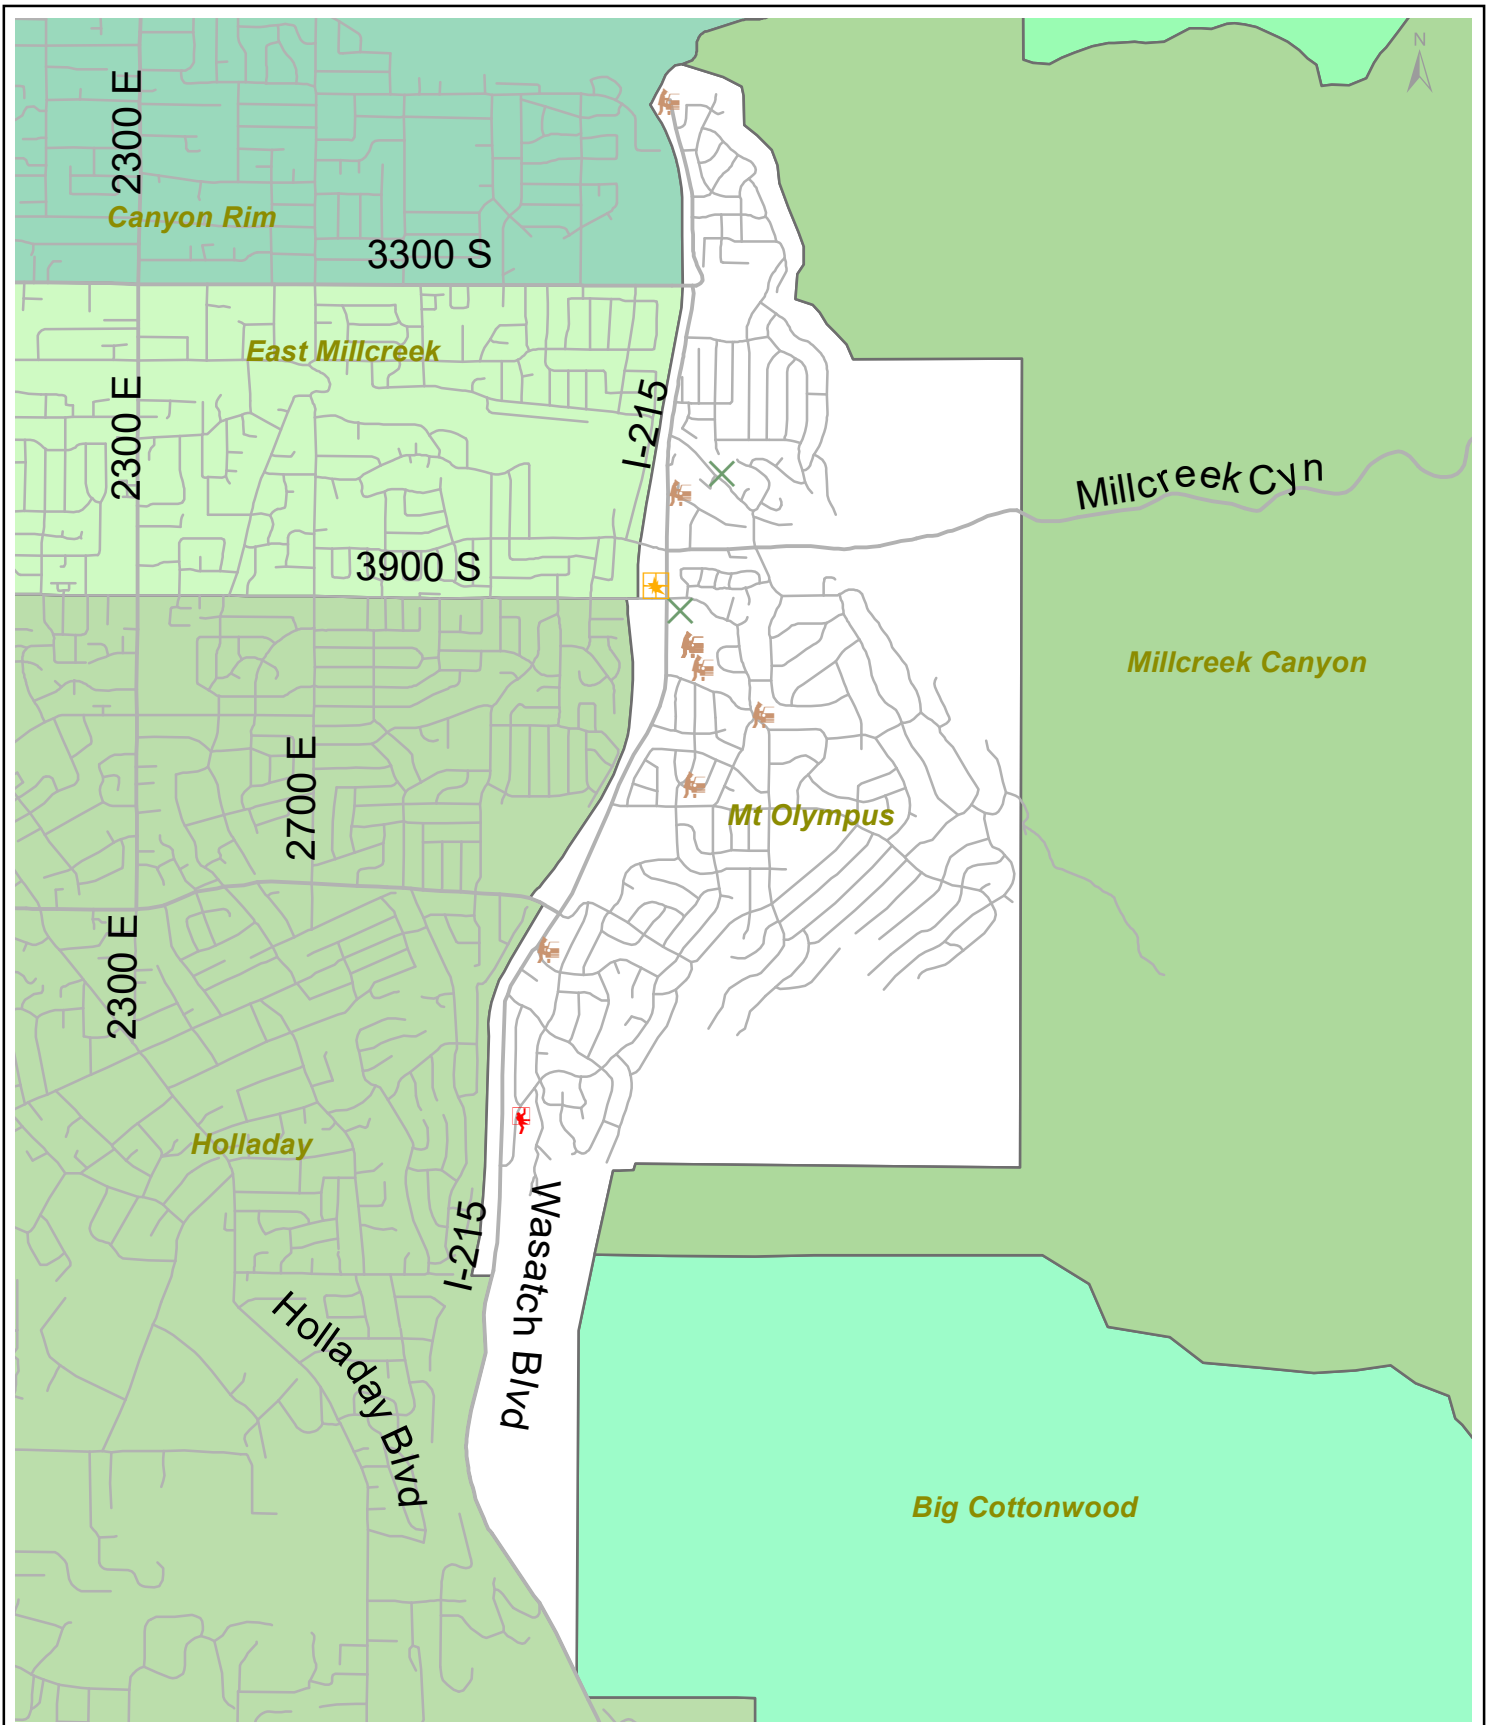 N
2300 E
Canyon Rim
3300 S
East Millcreek
2300 E
I-215
Millcreek Cyn
3900 S
Millcreek Canyon
2700 E
Mt Olympus
2300 E
Holladay
I-215
Wasatch Blvd
Holladay Blvd
Big Cottonwood